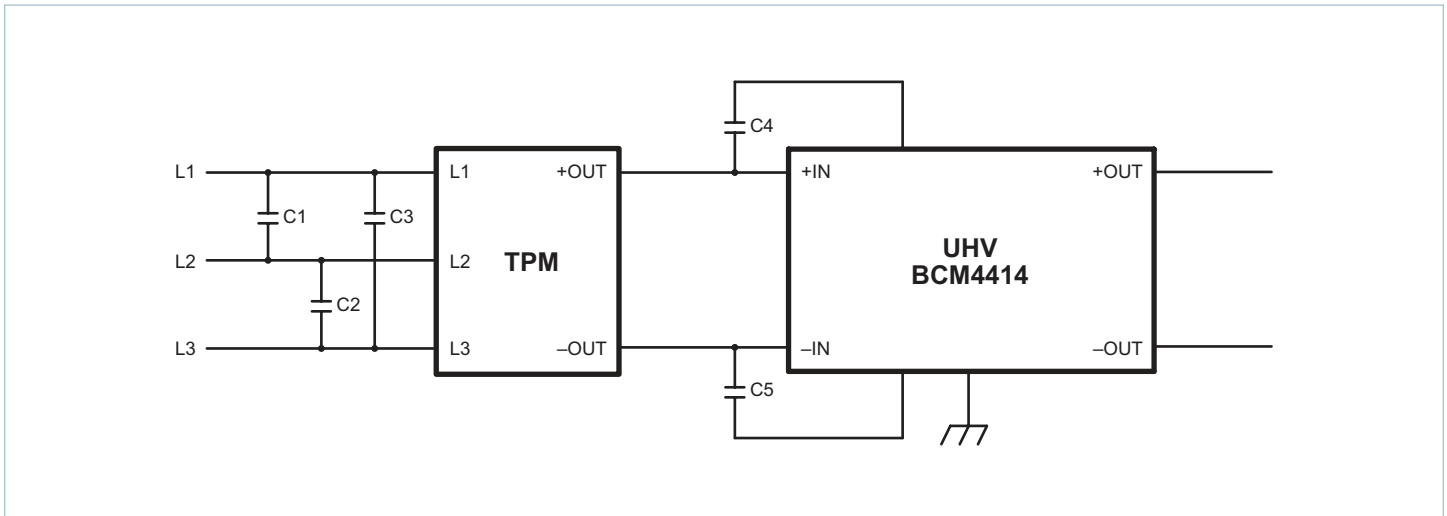 C4
L1
L1
+OUT
+IN
+OUT
C1
C3
L2
L2
TPM
UHV
BCM4414
C2
L3
L3
–OUT
–IN
–OUT
C5